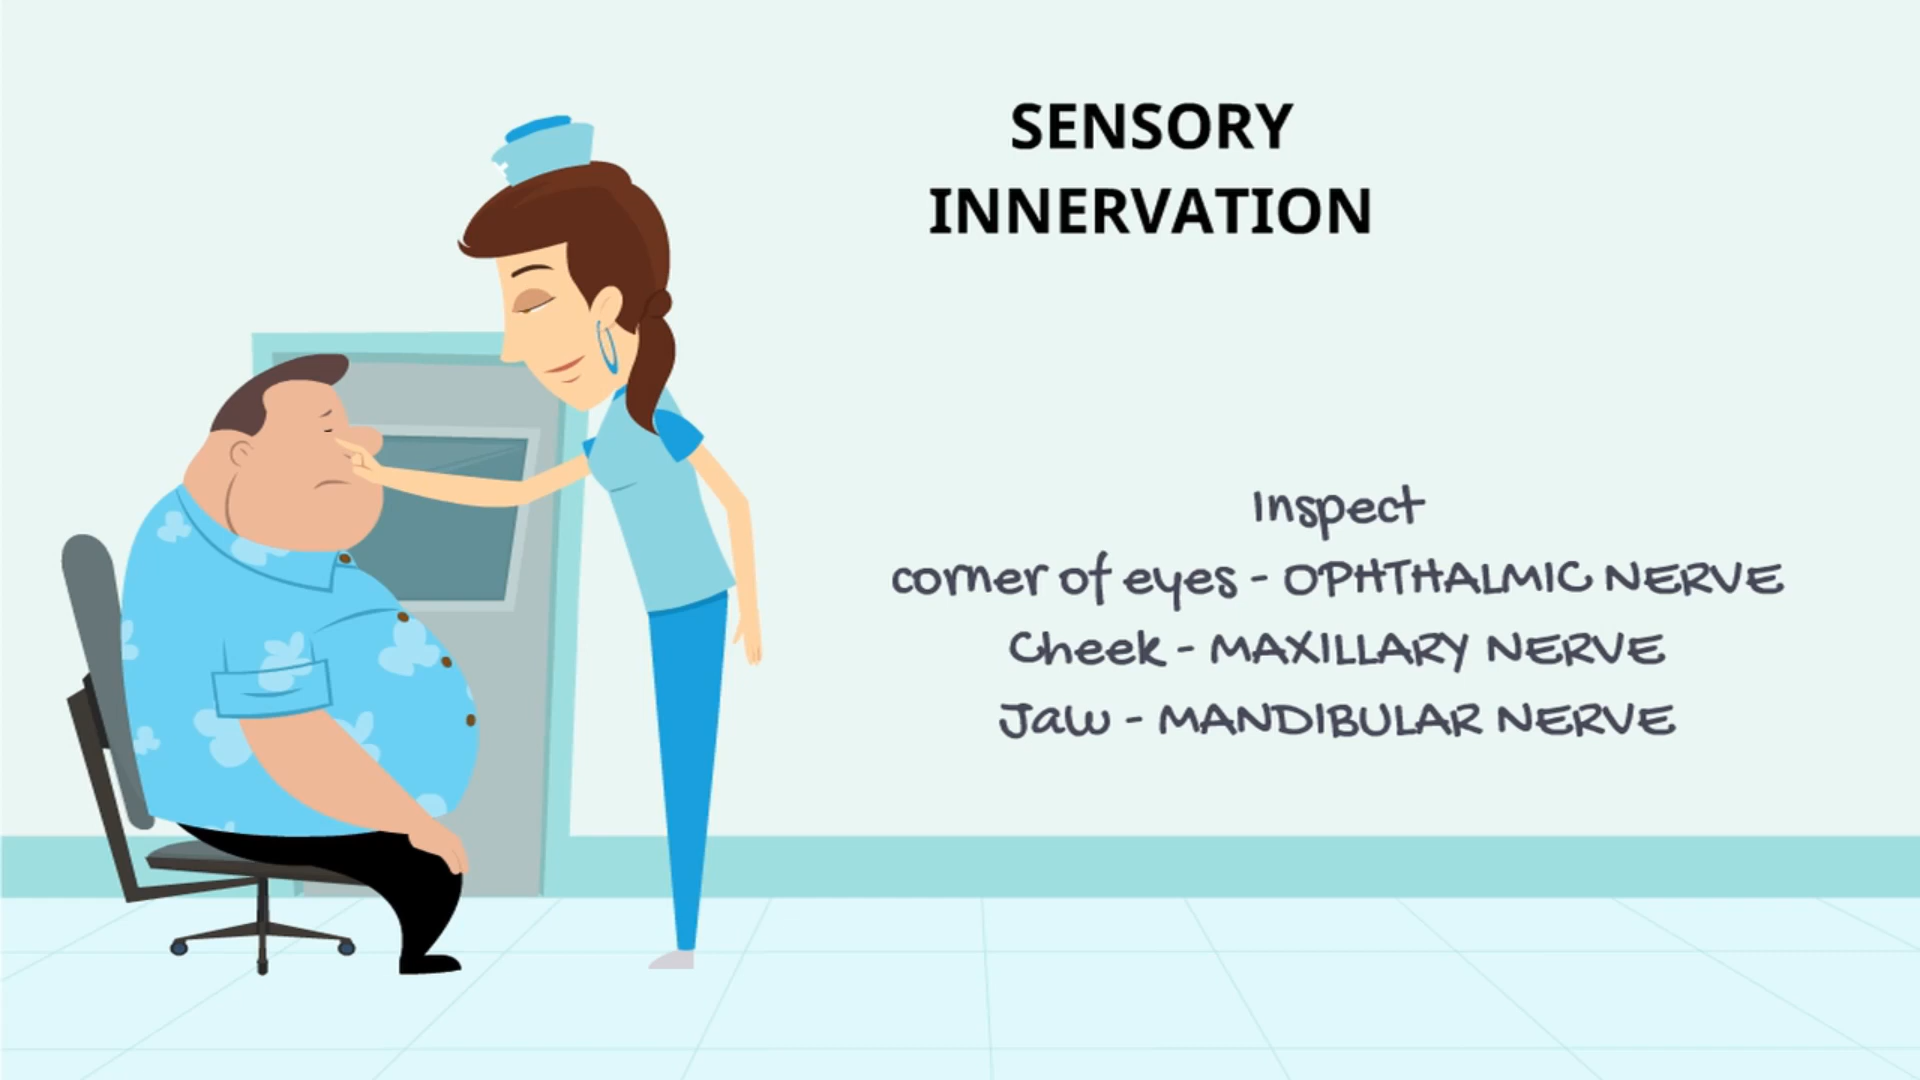 SENSORY
INNERVATION
Inspect
corner of eyes - OPHTHALMIC NERVE
Cheek - MAXILLARY NERVE
Jaw - MANDIBULAR NERVE